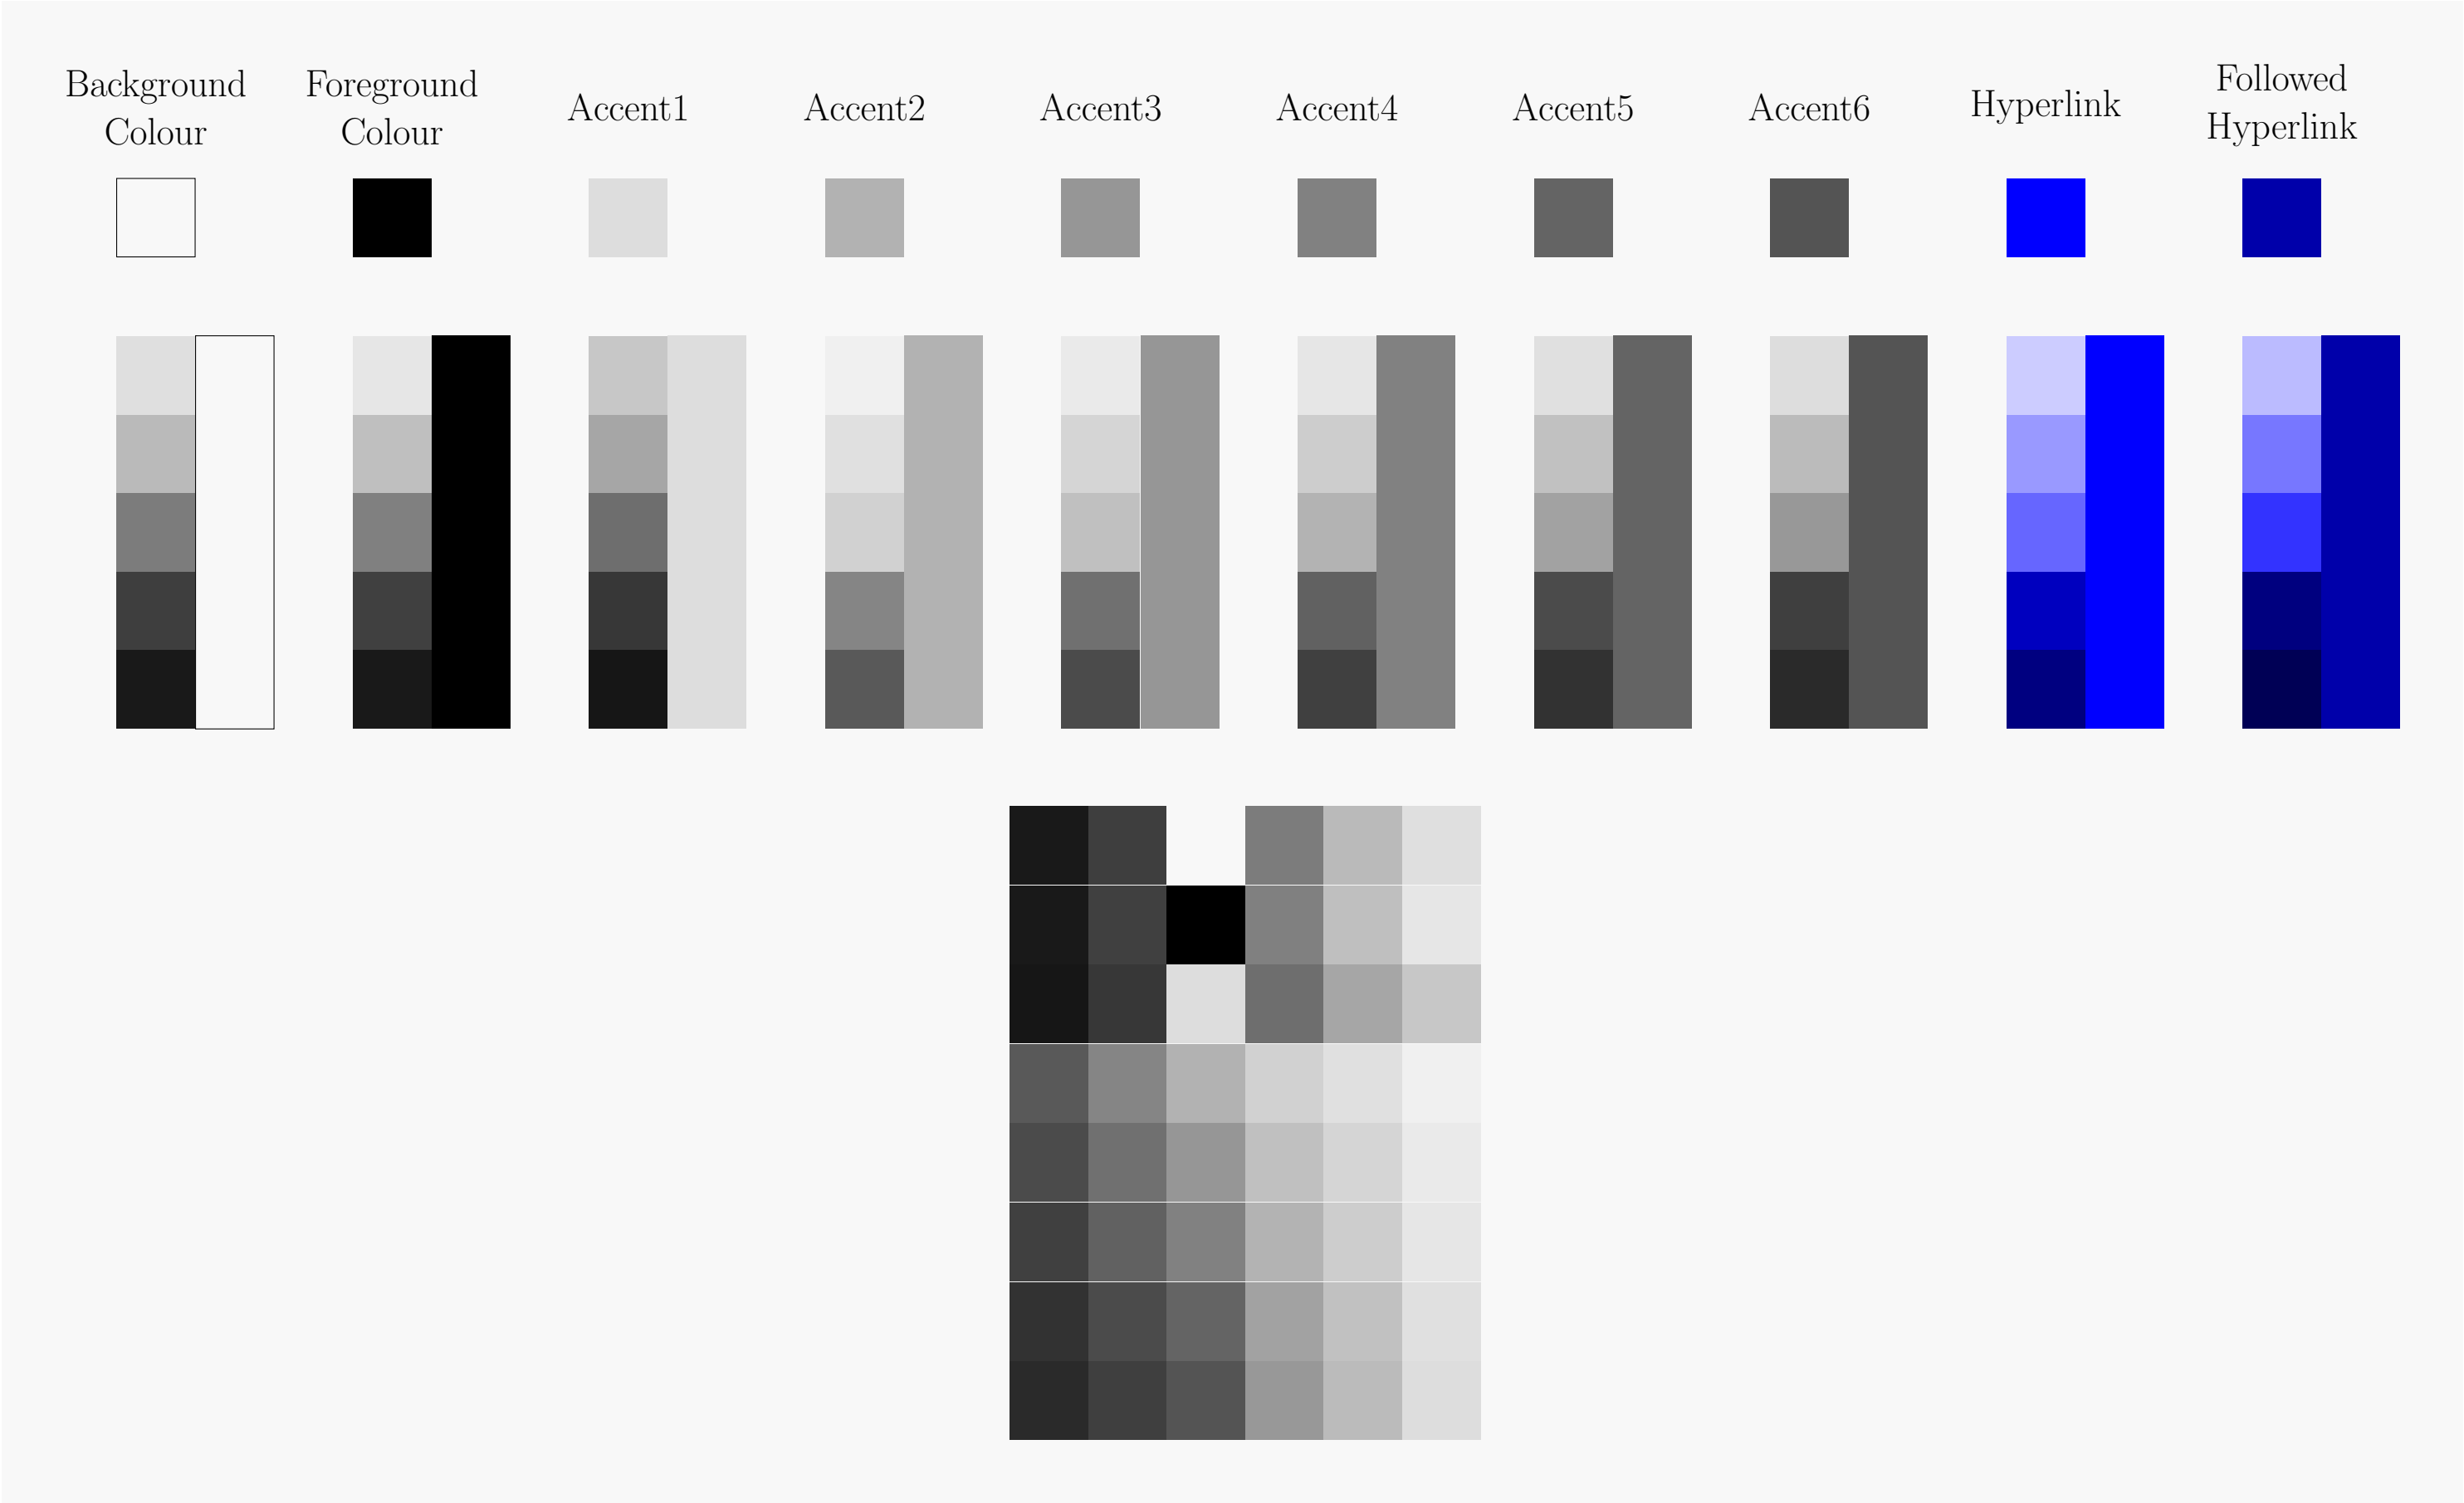 Background
Colour
Foreground
Colour
Accent1
Accent2
Accent3
Accent4
Accent5
Accent6
Hyperlink
Followed
Hyperlink